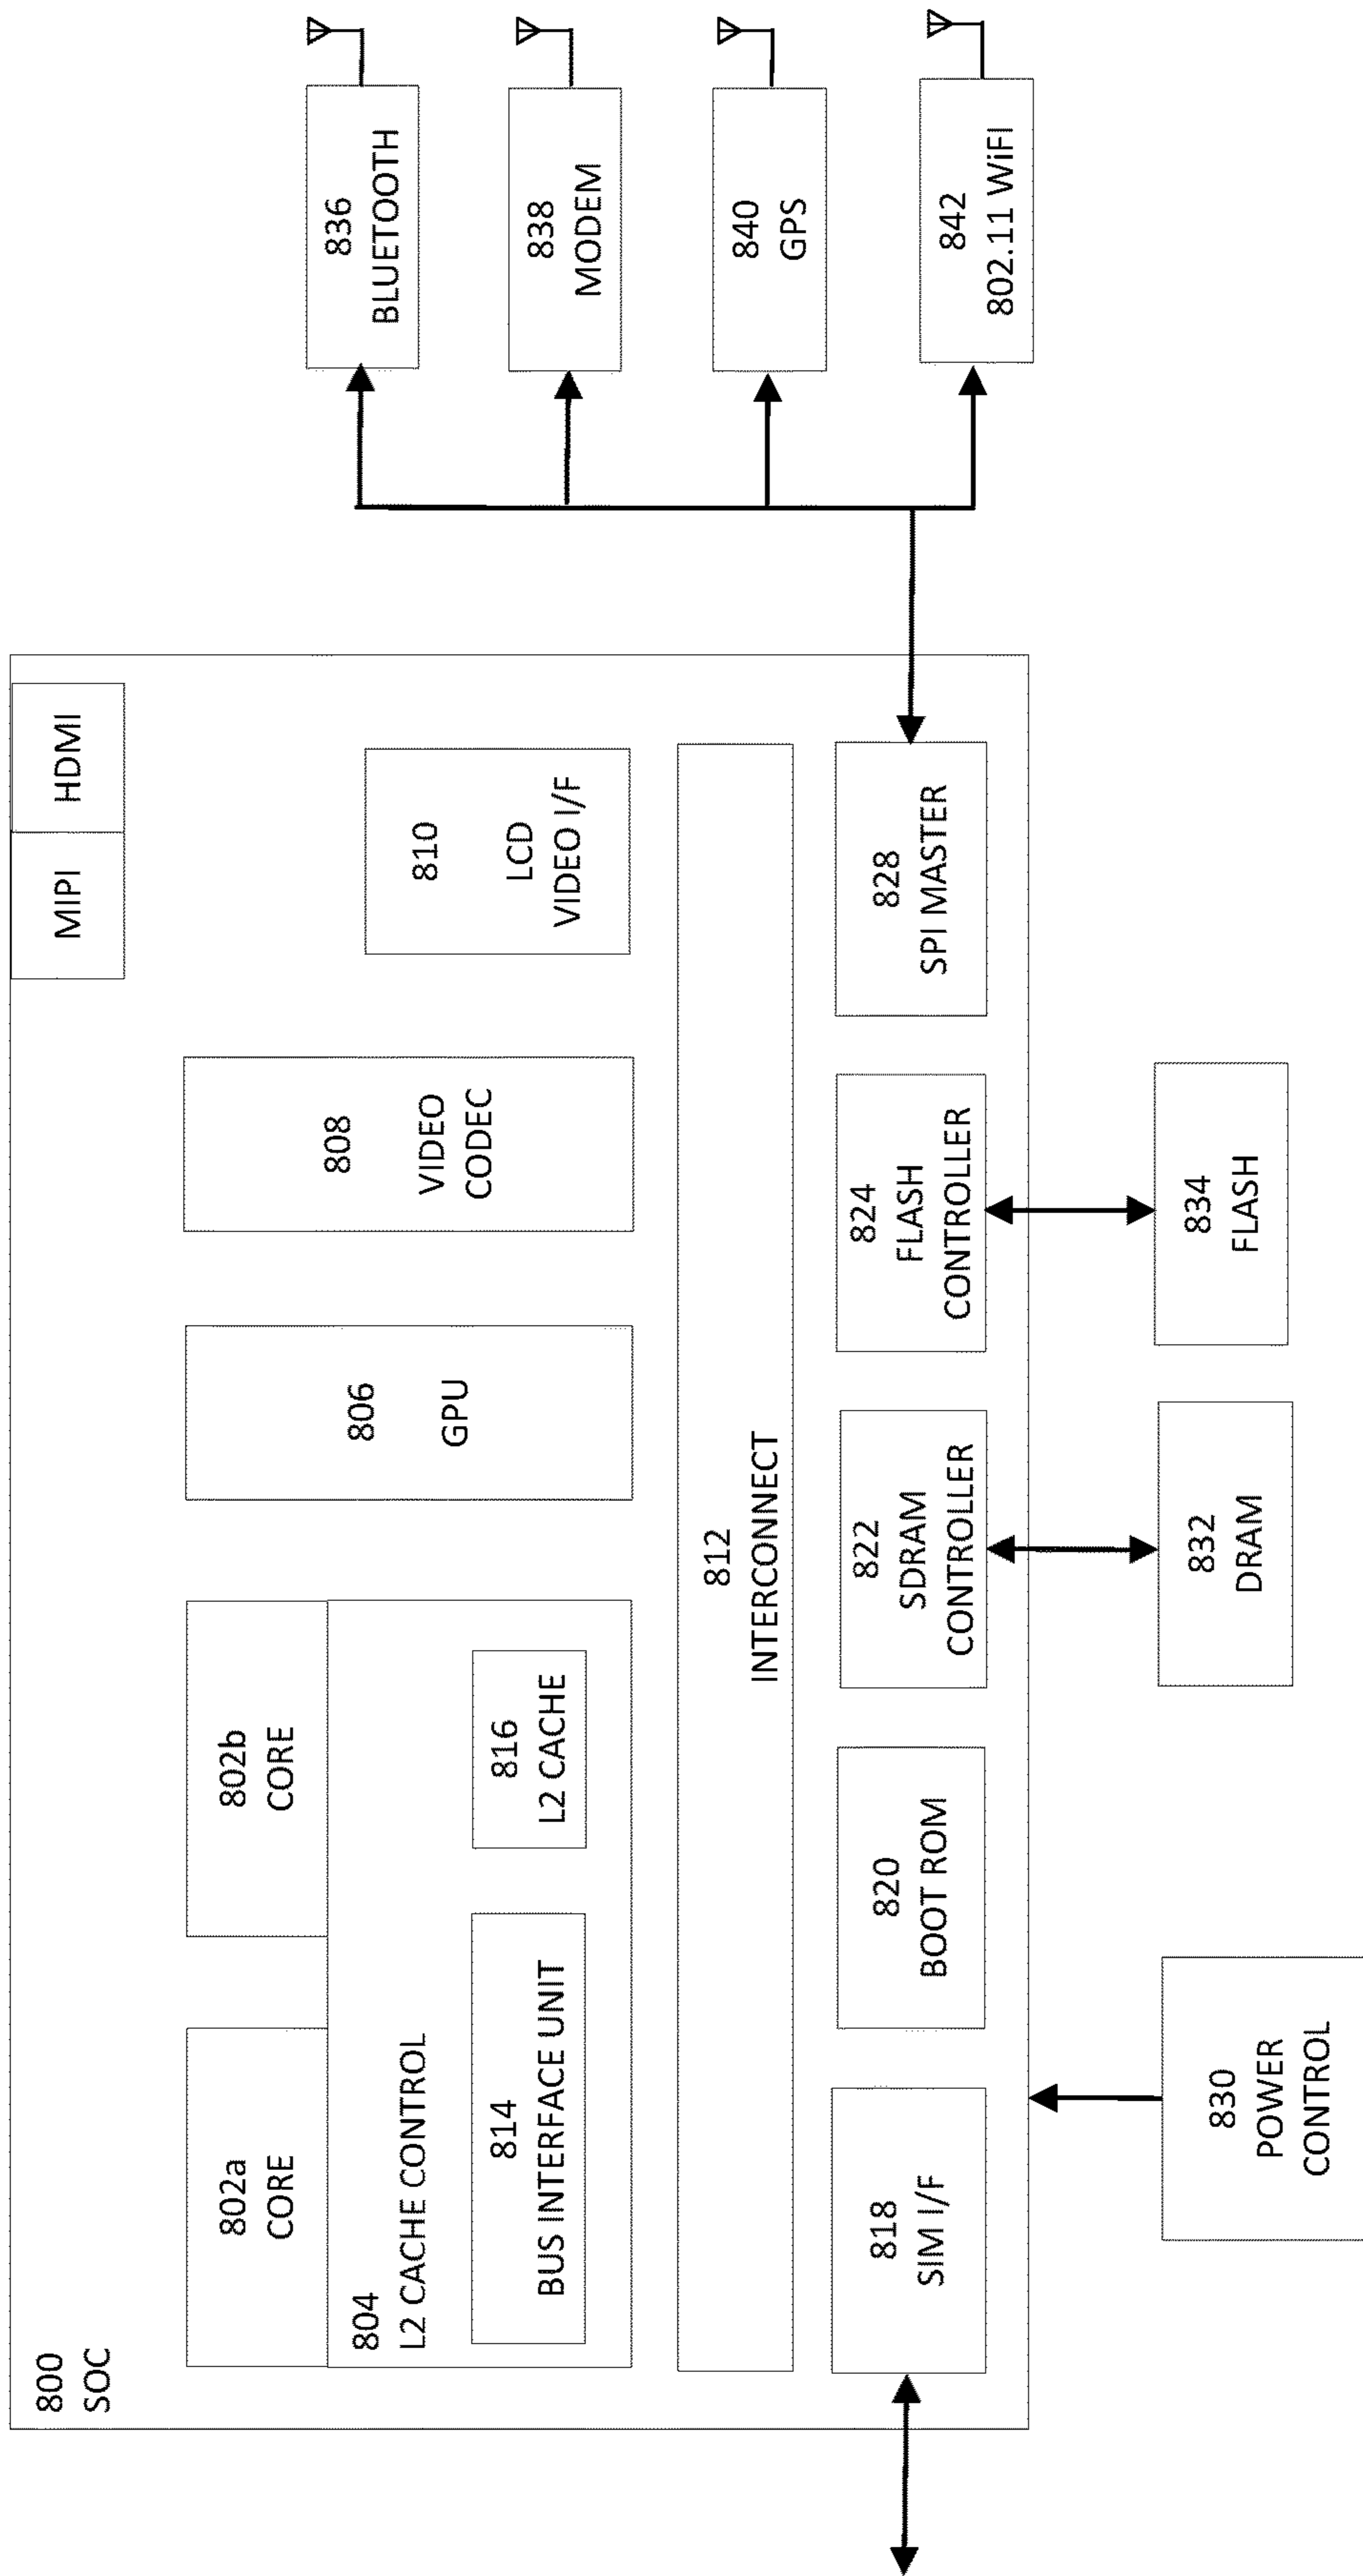 800
SOC
MIPI
HDMI
802a
CORE
802b
CORE
804
L2 CACHE CONTROL
814
BUS INTERFACE UNIT
816
L2 CACHE
806
GPU
808
VIDEO
CODEC
810
LCD
VIDEO I/F
812
INTERCONNECT
818
SIM I/F
820
BOOT ROM
822
SDRAM
CONTROLLER
824
FLASH
CONTROLLER
828
SPI MASTER
830
POWER
CONTROL
832
DRAM
834
FLASH
836
BLUETOOTH
838
MODEM
840
GPS
842
802.11 WiFI